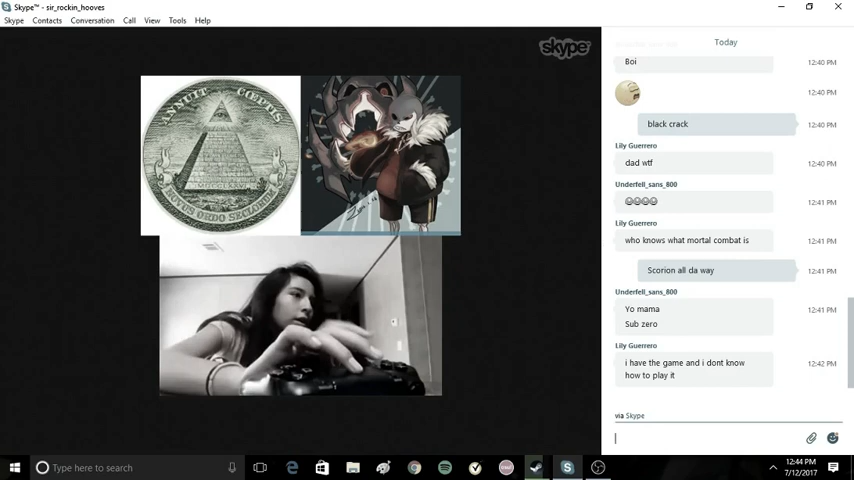 Skype™ - sir_rockin_hooves
Skype Contacts Conversation Call View Tools Help
skype
ANNUIT CŒPTIS
MDCCLXXVI
NOVUS ORDO SECLORUM
Today
Boi
12:40 PM
12:40 PM
black crack
12:40 PM
Lily Guerrero
dad wtf
12:40 PM
Underfell_sans_800
12:41 PM
Lily Guerrero
who knows what mortal combat is
12:41 PM
Scorion all da way
12:41 PM
Underfell_sans_800
Yo mama
12:41 PM
Sub zero
Lily Guerrero
i have the game and i dont know
12:42 PM
how to play it
via Skype
Type here to search
12:44 PM
7/12/2017